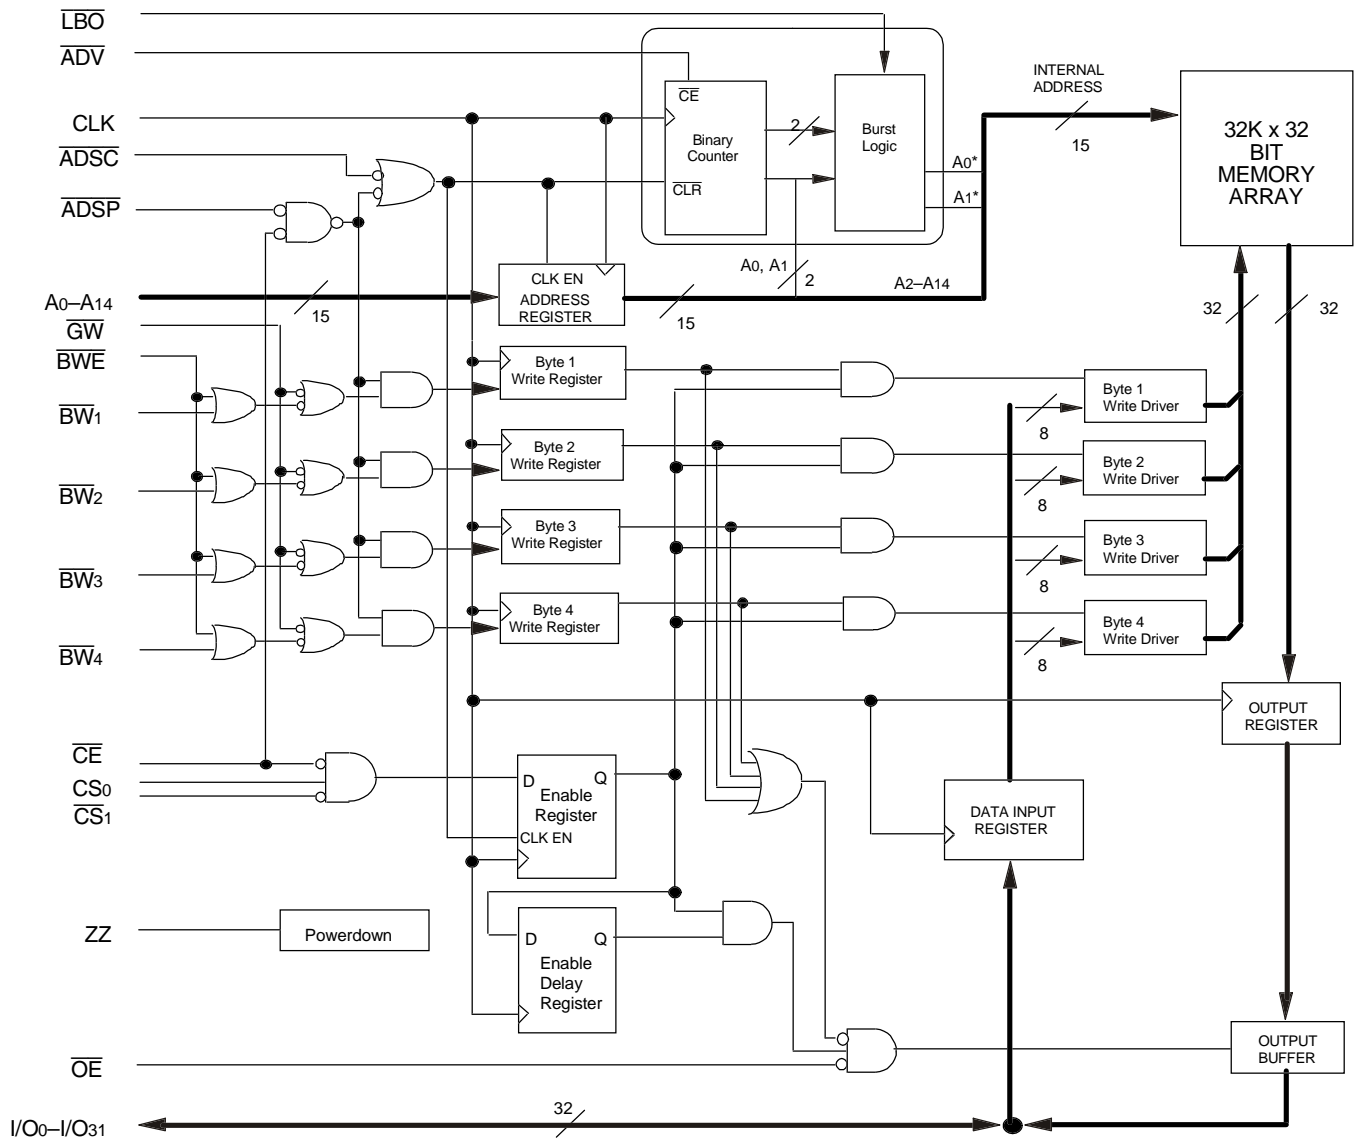 LBO
ADV
CLK
ADSC
ADSP
A0–A14
GW
BWE
BW1
BW2
BW3
BW4
CE
CS0
CS1
ZZ
OE
I/O0–I/O31
15
CE
Binary
Counter
CLR
2
Burst
Logic
A0*
A1*
A0, A1
2
A2–A14
INTERNAL
ADDRESS
15
32K x 32
BIT
MEMORY
ARRAY
CLK EN
ADDRESS
REGISTER
15
32
32
Byte 1
Write Register
Byte 2
Write Register
Byte 3
Write Register
Byte 4
Write Register
8
Byte 1
Write Driver
8
Byte 2
Write Driver
8
Byte 3
Write Driver
8
Byte 4
Write Driver
OUTPUT
REGISTER
D
Q
Enable
Register
CLK EN
DATA INPUT
REGISTER
Powerdown
D
Q
Enable
Delay
Register
OUTPUT
BUFFER
32